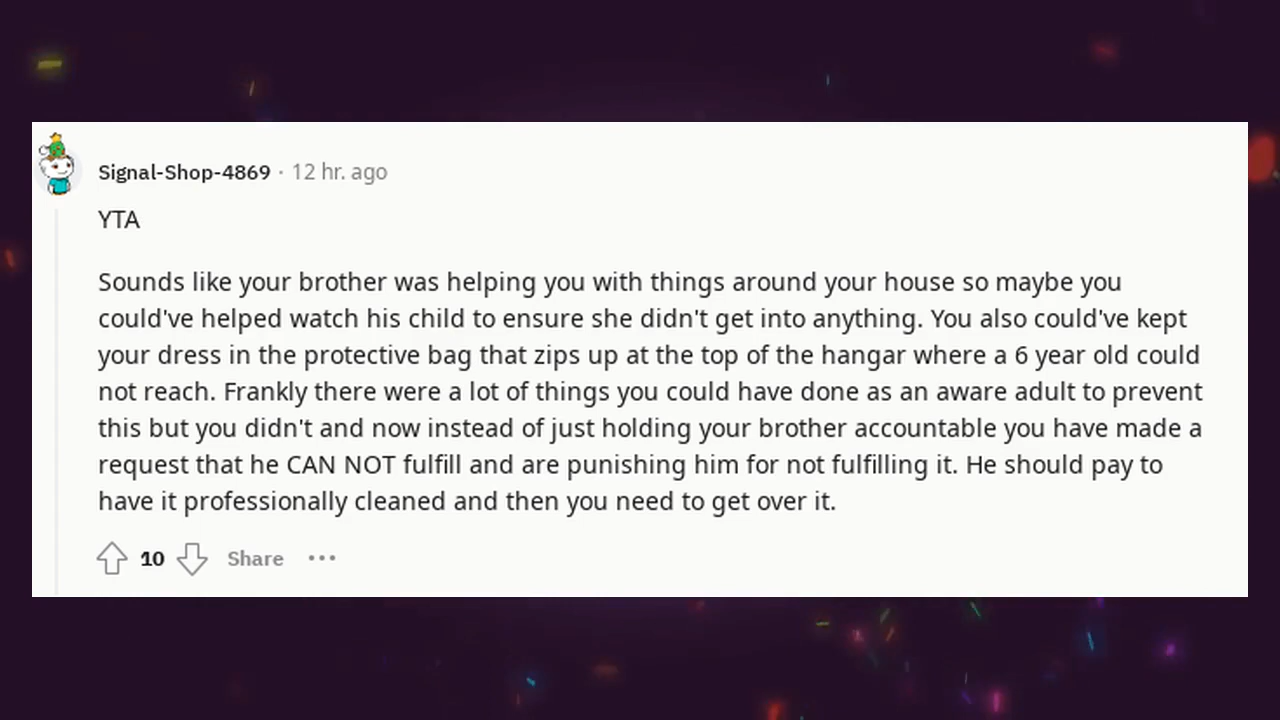 Signal-Shop-4869 · 12 hr. ago
YTA
Sounds like your brother was helping you with things around your house so maybe you
could've helped watch his child to ensure she didn't get into anything. You also could've kept
your dress in the protective bag that zips up at the top of the hangar where a 6 year old could
not reach. Frankly there were a lot of things you could have done as an aware adult to prevent
this but you didn't and now instead of just holding your brother accountable you have made a
request that he CAN NOT fulfill and are punishing him for not fulfilling it. He should pay to
have it professionally cleaned and then you need to get over it.
10 Share